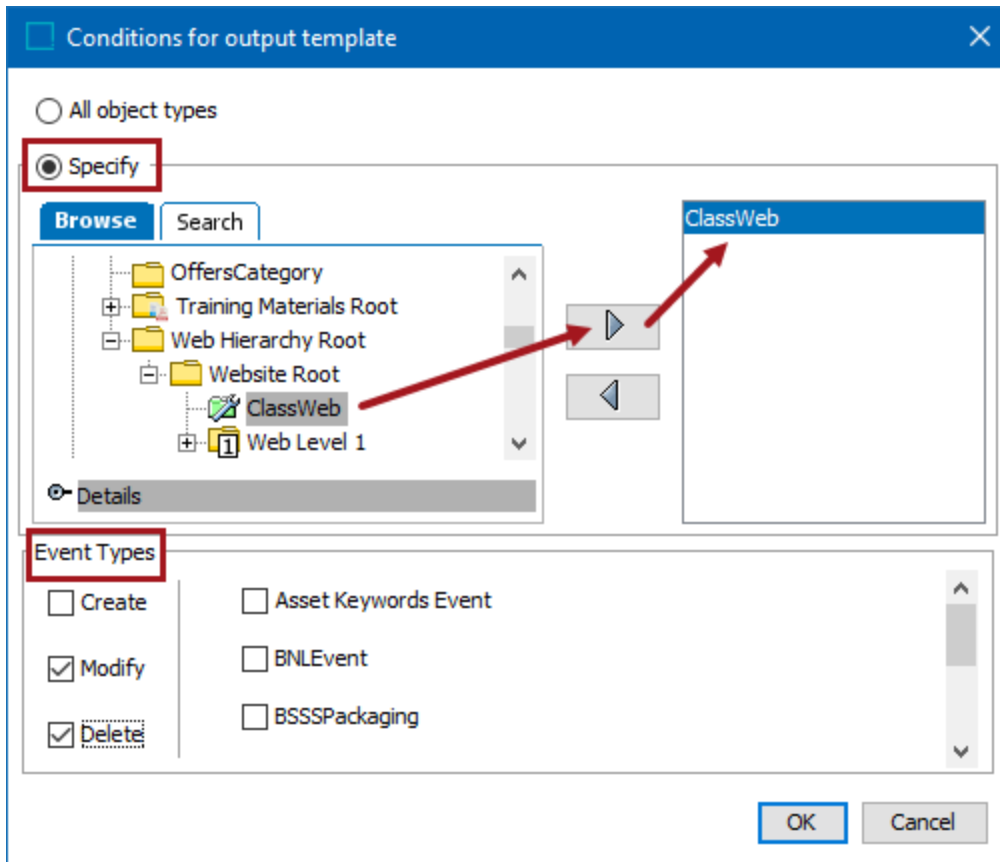 Conditions for output template
All object types
Specify
Browse
Search
OffersCategory
Training Materials Root
Web Hierarchy Root
Website Root
ClassWeb
1 Web Level 1
Details
ClassWeb
Event Types
Create
Modify
Delete
Asset Keywords Event
BNLEvent
BSSSPackaging
OK
Cancel